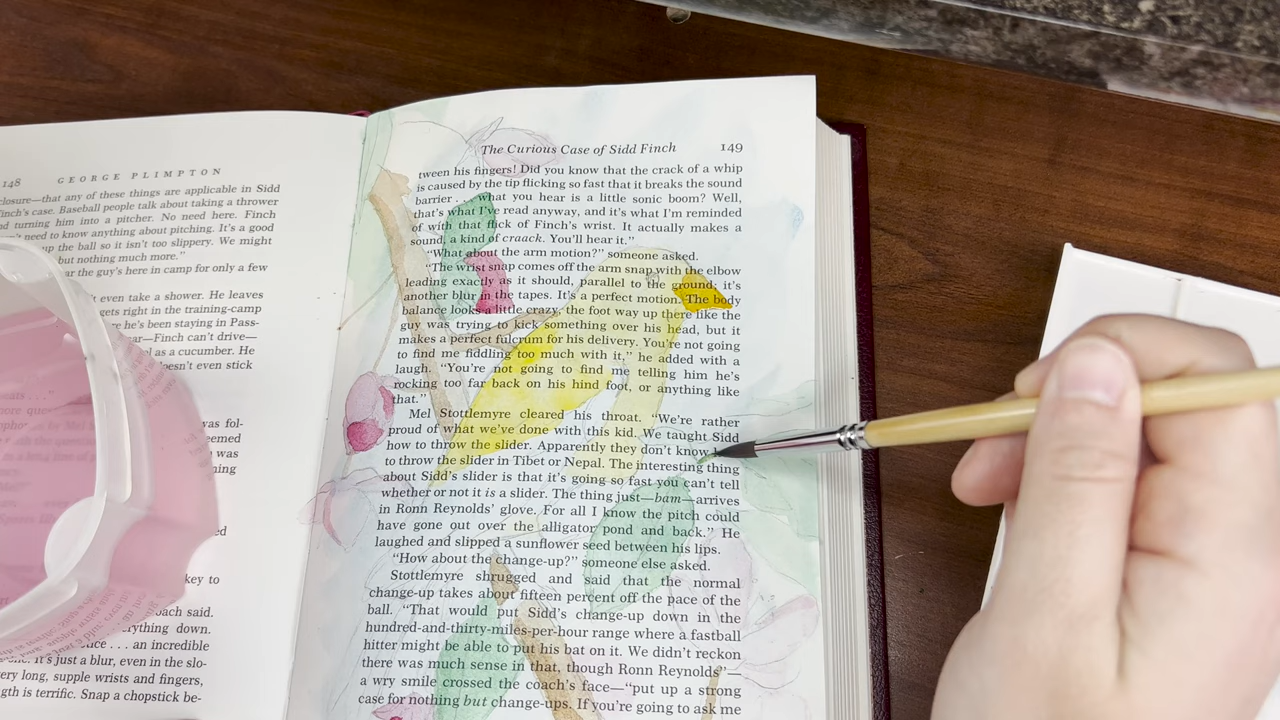 148 GEORGE PLIMPTON
closure—that any of these things are applicable in Sidd
Finch's case. Baseball people talk about taking a thrower
and turning him into a pitcher. No need here. Finch
need to know anything about pitching. It's a good
up the ball so it isn't too slippery. We might
but nothing much more."
ar the guy's here in camp for only a few
even take a shower. He leaves
gets right in the training-camp
he's been staying in Pass-
ar—Finch can't drive—
as a cucumber. He
doesn't even stick
was fol-
eemed
was
ning
ed
key to
oach said.
rything down.
. . . an incredible
It's just a blur, even in the slo-
very long, supple wrists and fingers,
gth is terrific. Snap a chopstick be-
The Curious Case of Sidd Finch 149
tween his fingers! Did you know that the crack of a whip
is caused by the tip flicking so fast that it breaks the sound
barrier . . . what you hear is a little sonic boom? Well,
that's what I've read anyway, and it's what I'm reminded
of with that flick of Finch's wrist. It actually makes a
sound, a kind of craack. You'll hear it."
"What about the arm motion?" someone asked.
"The wrist snap comes off the arm snap with the elbow
leading exactly as it should, parallel to the ground; it's
another blur in the tapes. It's a perfect motion. The body
balance looks a little crazy, the foot way up there like the
guy was trying to kick something over his head, but it
makes a perfect fulcrum for his delivery. You're not going
to find me fiddling too much with it," he added with a
laugh. "You're not going to find me telling him he's
rocking too far back on his hind foot, or anything like
that."
Mel Stottlemyre cleared his throat. "We're rather
proud of what we've done with this kid. We taught Sidd
how to throw the slider. Apparently they don't know
to throw the slider in Tibet or Nepal. The interesting thing
about Sidd's slider is that it's going so fast you can't tell
whether or not it is a slider. The thing just—bam—arrives
in Ronn Reynolds' glove. For all I know the pitch could
have gone out over the alligator pond and back." He
laughed and slipped a sunflower seed between his lips.
"How about the change-up?" someone else asked.
Stottlemyre shrugged and said that the normal
change-up takes about fifteen percent off the pace of the
ball. "That would put Sidd's change-up down in the
hundred-and-thirty-miles-per-hour range where a fastball
hitter might be able to put his bat on it. We didn't reckon
there was much sense in that, though Ronn Reynolds"—
a wry smile crossed the coach's face—"put up a strong
case for nothing but change-ups. If you're going to ask me